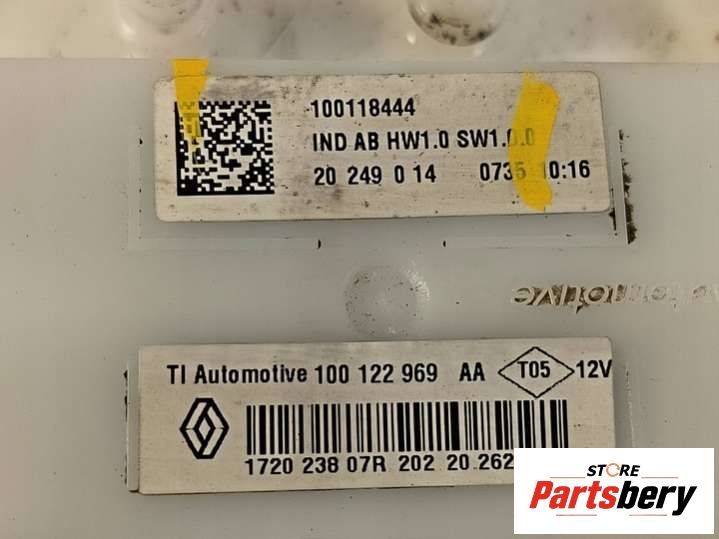 100118444
IND AB HW1.0 SW1.0.0
20 249 0 14 0735 10:16
TI Automotive 100 122 969 AA T05 12V
1720 238 07R 202 20.262
STORE
Partsbery